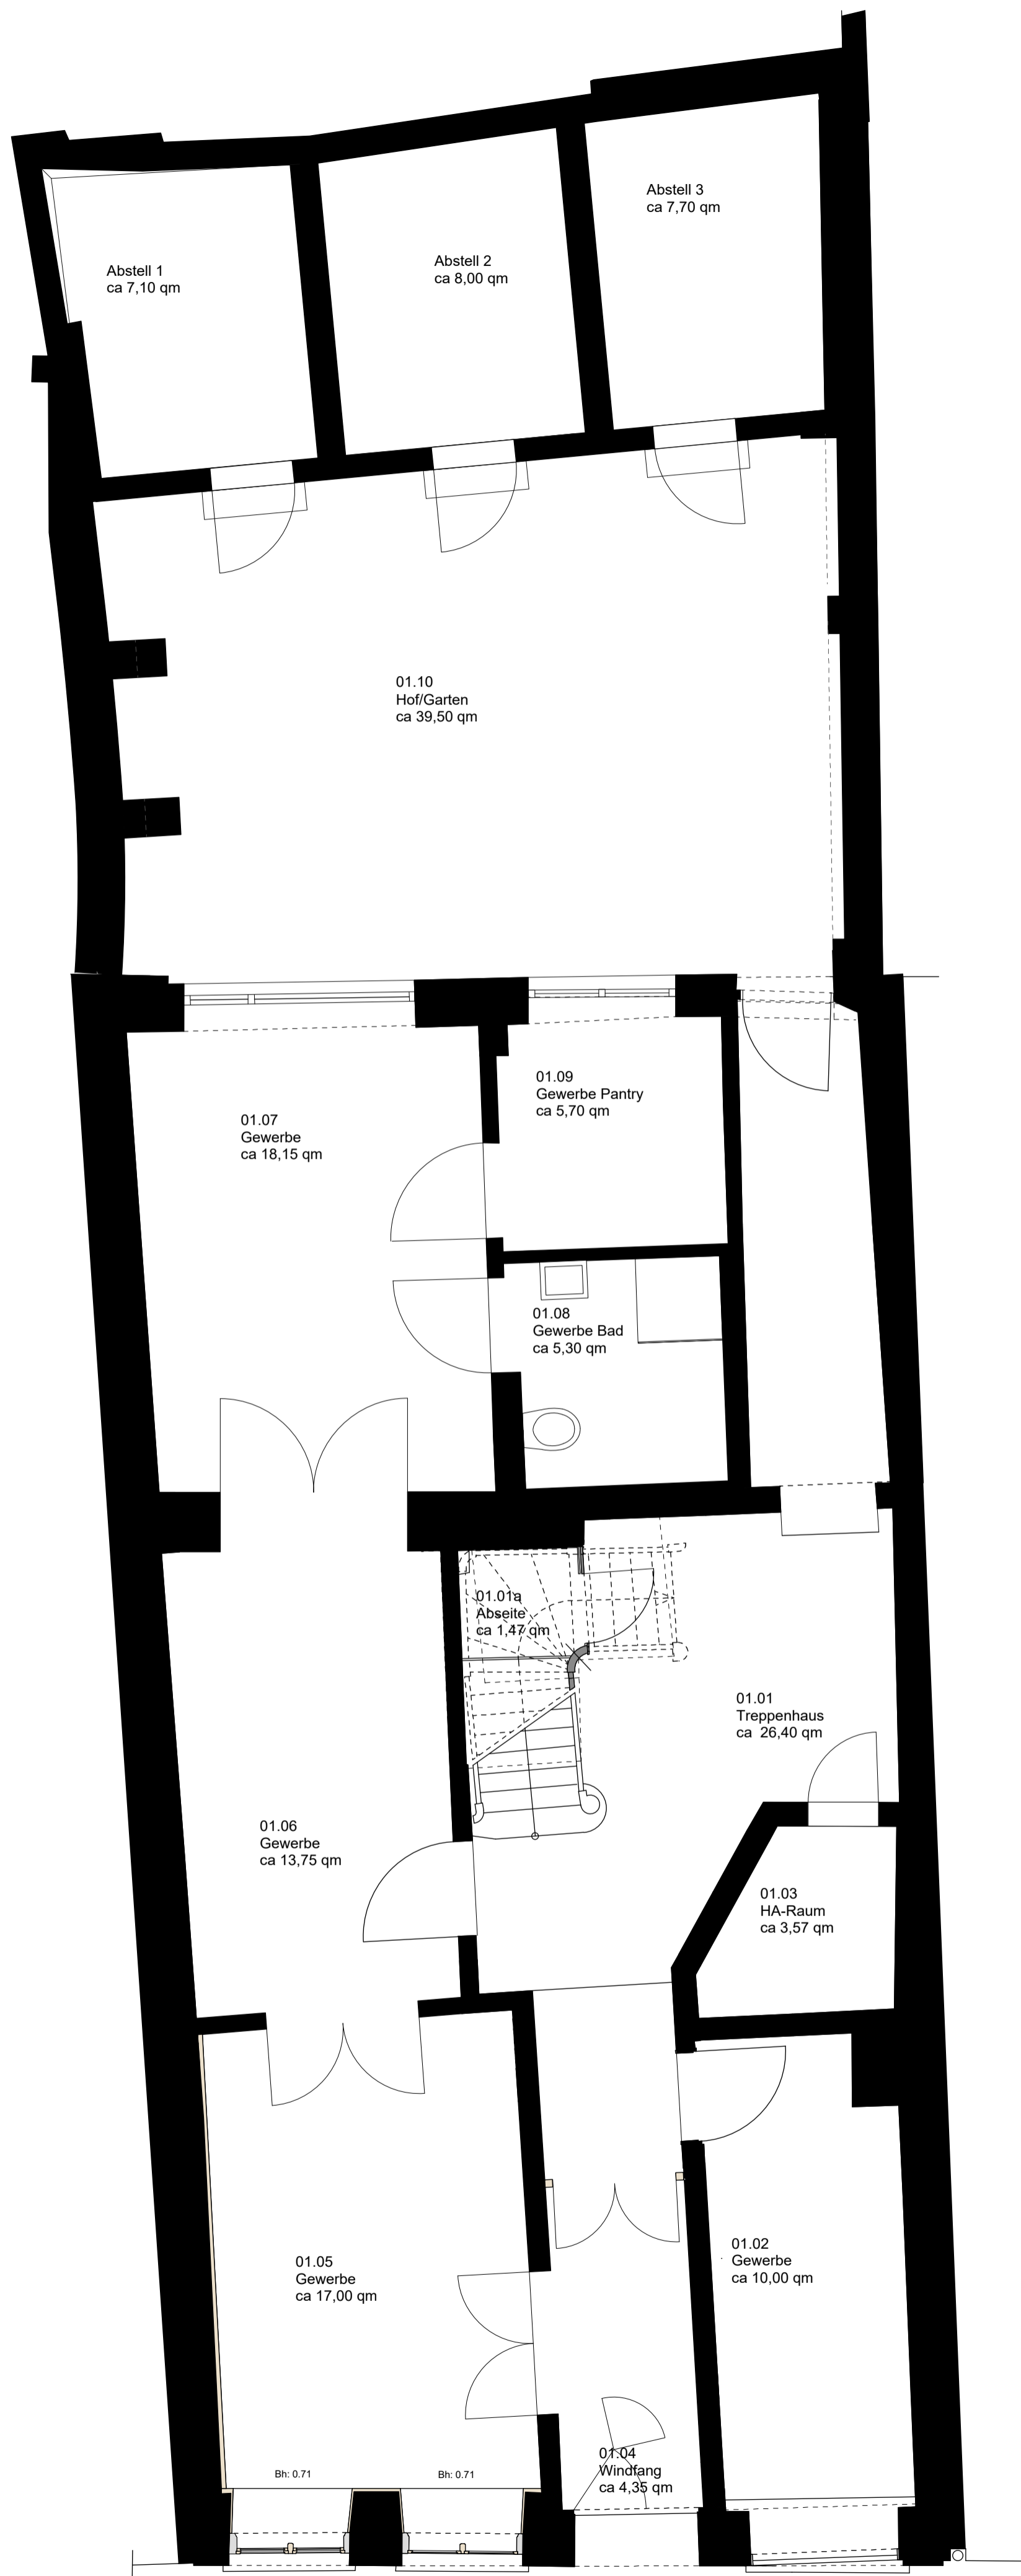 Abstell 3
ca 7,70 qm
Abstell 2
ca 8,00 qm
Abstell 1
ca 7,10 qm
01.10
Hof/Garten
ca 39,50 qm
01.09
Gewerbe Pantry
ca 5,70 qm
01.07
Gewerbe
ca 18,15 qm
01.08
Gewerbe Bad
ca 5,30 qm
01.01a
Abseite
ca 1,47 qm
01.01
Treppenhaus
ca 26,40 qm
01.06
Gewerbe
ca 13,75 qm
01.03
HA-Raum
ca 3,57 qm
01.02
Gewerbe
ca 10,00 qm
01.05
Gewerbe
ca 17,00 qm
01.04
Windfang
ca 4,35 qm
Bh: 0.71
Bh: 0.71